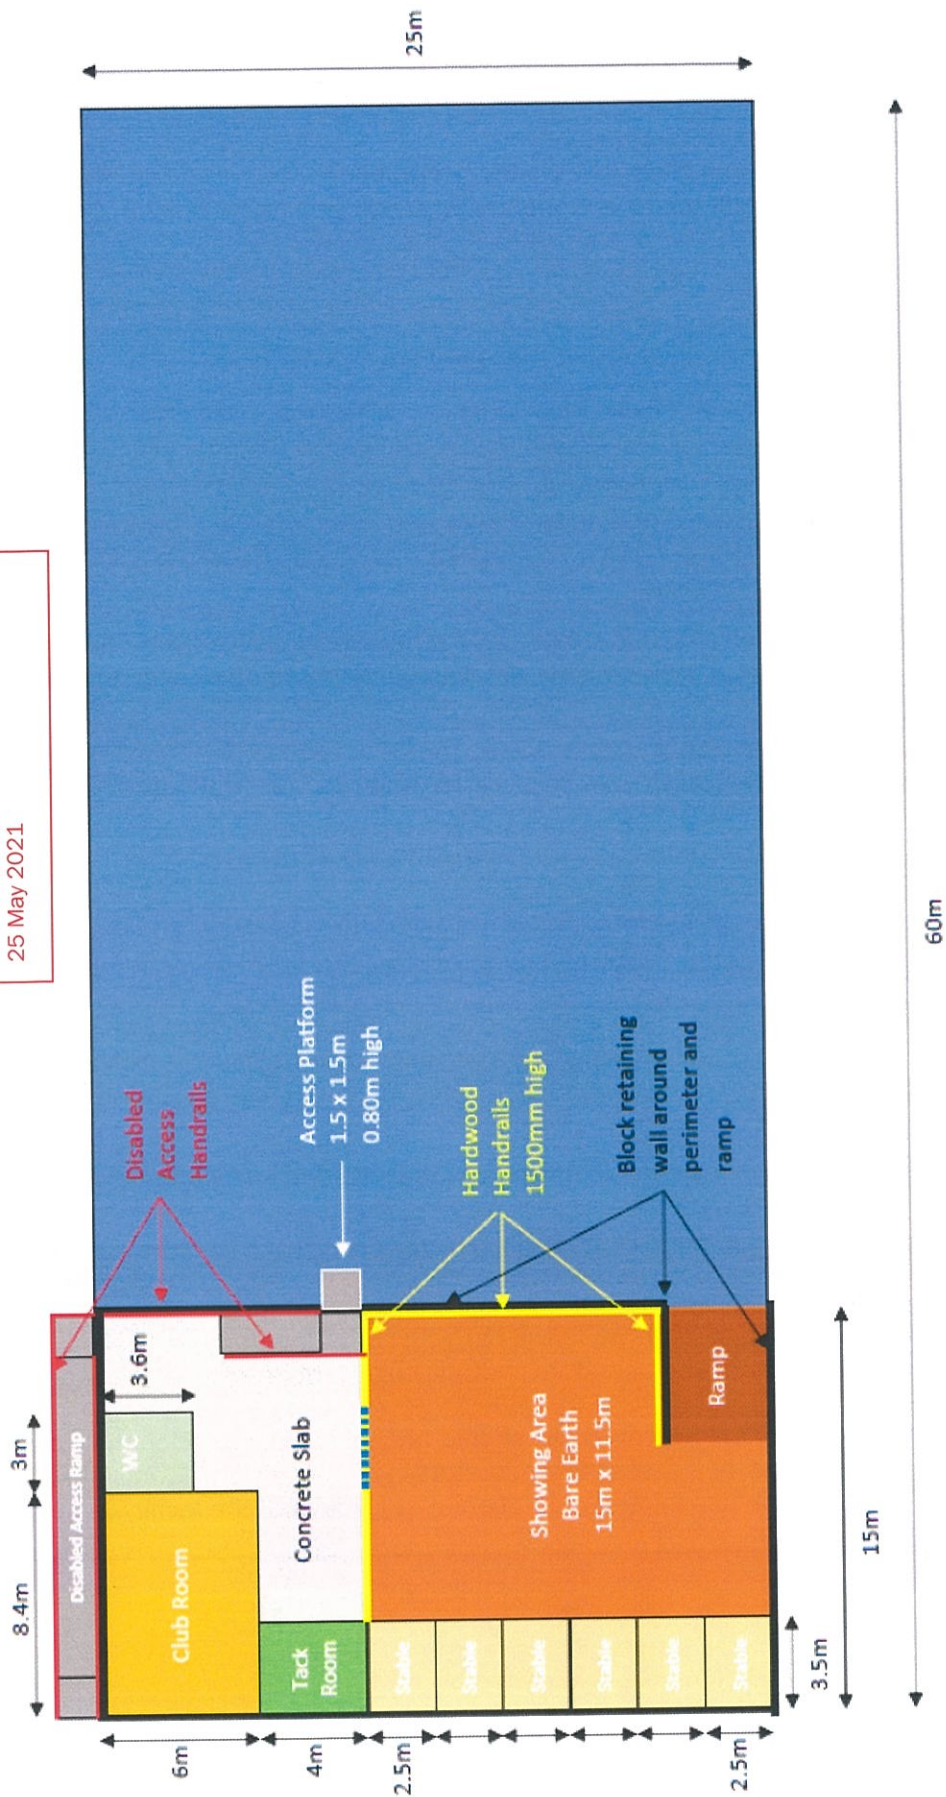 25 May 2021
25m
60m
15m
3.5m
8.4m
3m
3.6m
6m
4m
2.5m
2.5m
Disabled Access Ramp
Disabled
Access
Handrails
WC
Club Room
Concrete Slab
Tack
Room
Access Platform
1.5 x 1.5m
0.80m high
Hardwood
Handrails
1500mm high
Block retaining
wall around
perimeter and
ramp
Showing Area
Bare Earth
15m x 11.5m
Ramp
Stable
Stable
Stable
Stable
Stable
Stable